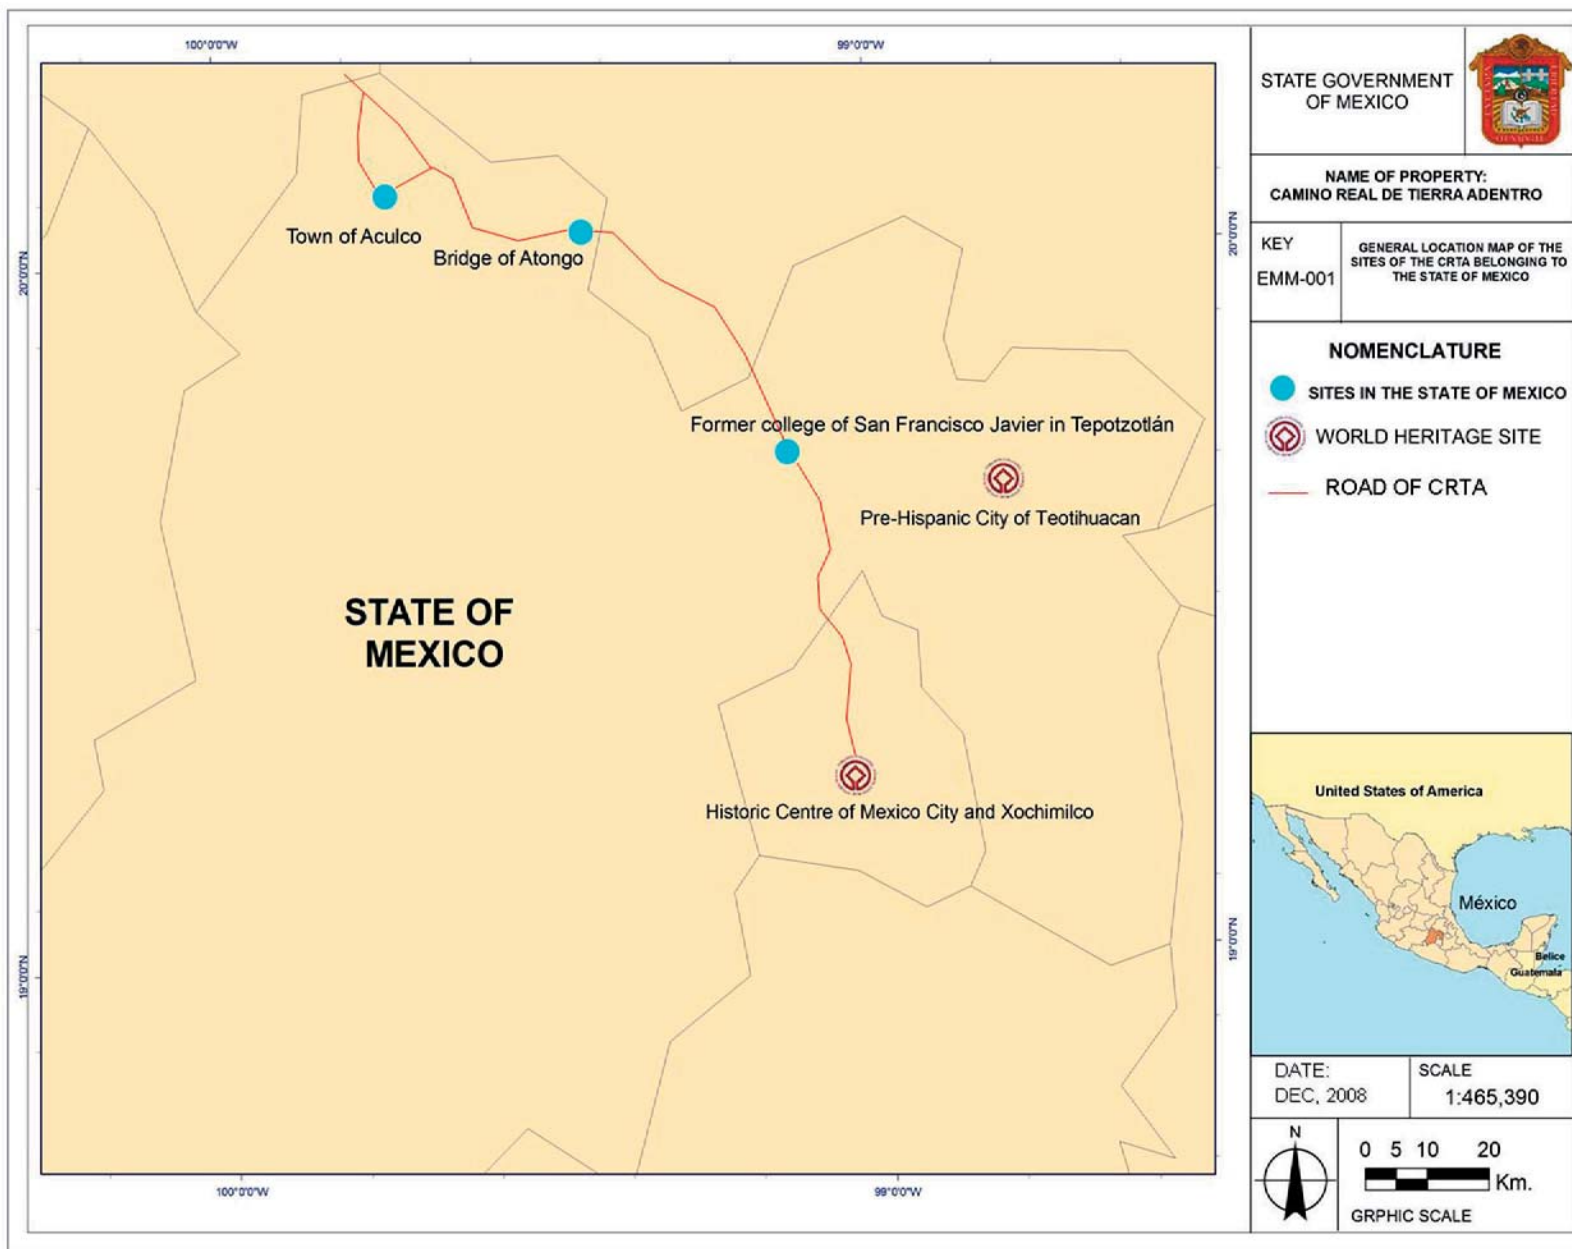 100°0'0"W
99°0'0"W
20°0'0"N
20°0'0"N
Town of Aculco
Bridge of Atongo
Former college of San Francisco Javier in Tepotzotlán
Pre-Hispanic City of Teotihuacan
STATE OF
MEXICO
Historic Centre of Mexico City and Xochimilco
19°0'0"N
19°0'0"N
100°0'0"W
99°0'0"W
STATE GOVERNMENT
OF MEXICO
NAME OF PROPERTY:
CAMINO REAL DE TIERRA ADENTRO
KEY
EMM-001
GENERAL LOCATION MAP OF THE
SITES OF THE CRTA BELONGING TO
THE STATE OF MEXICO
NOMENCLATURE
SITES IN THE STATE OF MEXICO
WORLD HERITAGE SITE
ROAD OF CRTA
United States of America
México
Belice
Guatemala
DATE:
DEC, 2008
SCALE
1:465,390
N
0 5 10 20
Km.
GRPHIC SCALE